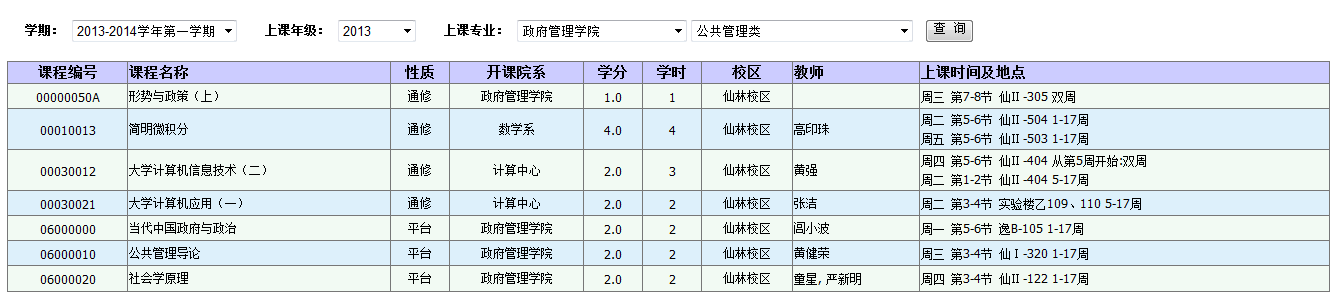 学期： 2013-2014学年第一学期 上课年级： 2013 上课专业： 政府管理学院 公共管理类 查 询
课程编号 课程名称 性质 开课院系 学分 学时 校区 教师 上课时间及地点
00000050A 形势与政策（上） 通修 政府管理学院 1.0 1 仙林校区 周三 第7-8节 仙II -305 双周
00010013 简明微积分 通修 数学系 4.0 4 仙林校区 高印珠 周二 第5-6节 仙II -504 1-17周
周五 第5-6节 仙II -503 1-17周
00030012 大学计算机信息技术（二） 通修 计算中心 2.0 3 仙林校区 黄强 周四 第5-6节 仙II -404 从第5周开始:双周
周二 第1-2节 仙II -404 5-17周
00030021 大学计算机应用（一） 通修 计算中心 2.0 2 仙林校区 张洁 周二 第3-4节 实验楼乙109、110 5-17周
06000000 当代中国政府与政治 平台 政府管理学院 2.0 2 仙林校区 闾小波 周一 第5-6节 逸B-105 1-17周
06000010 公共管理导论 平台 政府管理学院 2.0 2 仙林校区 黄健荣 周三 第3-4节 仙Ⅰ-320 1-17周
06000020 社会学原理 平台 政府管理学院 2.0 2 仙林校区 童星, 严新明 周四 第3-4节 仙II -122 1-17周